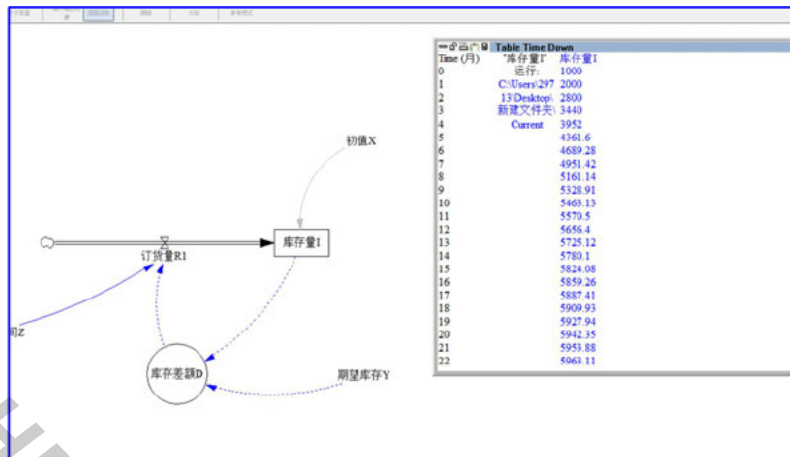 Table Time Down
Time (月) "库存量I" 库存量I
0 运行: 1000
1 C:\Users\297 2000
2 13\Desktop\ 2800
3 新建文件夹\ 3440
4 Current 3952
5 4361.6
6 4689.28
7 4951.42
8 5161.14
9 5328.91
10 5463.13
11 5570.5
12 5656.4
13 5725.12
14 5780.1
15 5824.08
16 5859.26
17 5887.41
18 5909.93
19 5927.94
20 5942.35
21 5953.88
22 5963.11
初值X
库存量I
订货量R1
间Z
库存差额D
期望库存Y